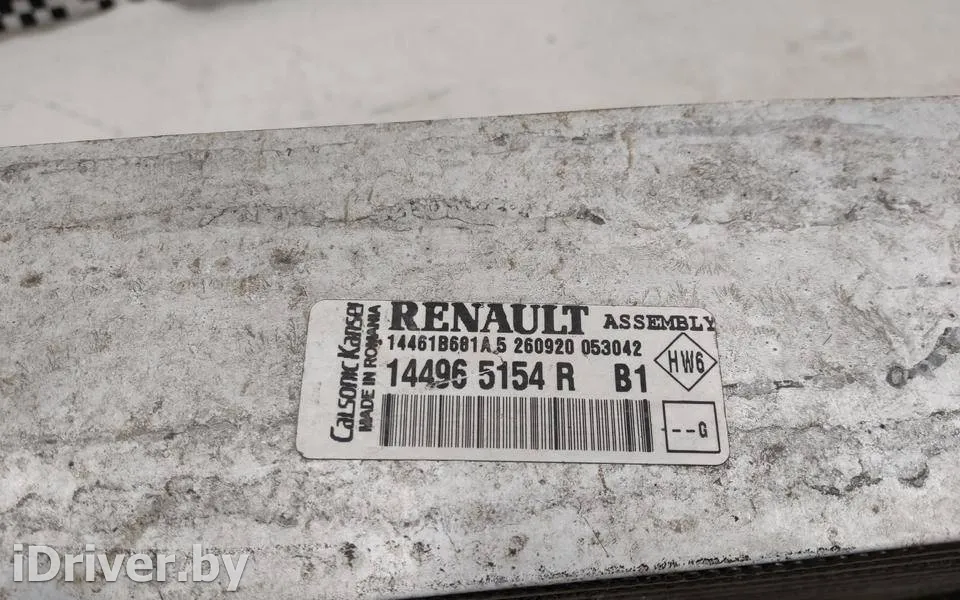 Calsonic Kansei
MADE IN ROMANIA
RENAULT ASSEMBLY
14461B681A 5 260920 053042
14496 5154 R B1
HW6
--G
iDriver.by